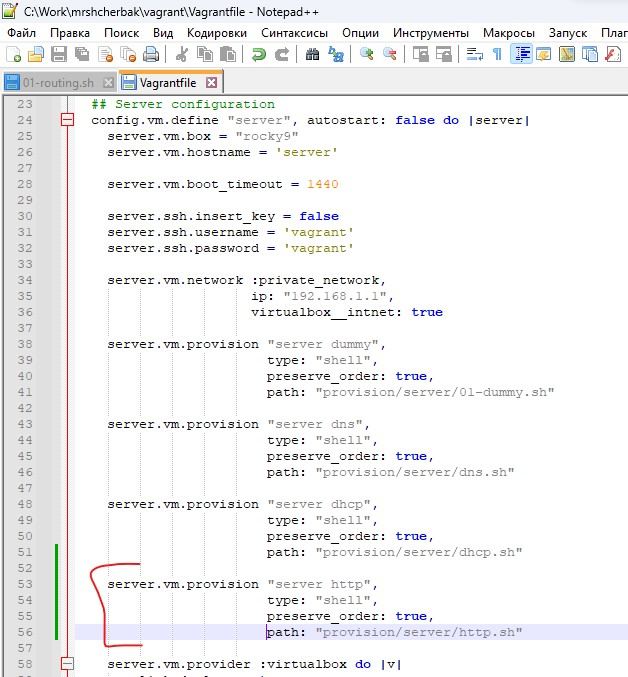 C:\Work\mrshcherbak\vagrant\Vagrantfile - Notepad++
Файл Правка Поиск Вид Кодировки Синтаксисы Опции Инструменты Макросы Запуск Плаг
01-routing.sh Vagrantfile
23 ## Server configuration
24 config.vm.define "server", autostart: false do |server|
25 server.vm.box = "rocky9"
26 server.vm.hostname = 'server'
27
28 server.vm.boot_timeout = 1440
29
30 server.ssh.insert_key = false
31 server.ssh.username = 'vagrant'
32 server.ssh.password = 'vagrant'
33
34 server.vm.network :private_network,
35 ip: "192.168.1.1",
36 virtualbox__intnet: true
37
38 server.vm.provision "server dummy",
39 type: "shell",
40 preserve_order: true,
41 path: "provision/server/01-dummy.sh"
42
43 server.vm.provision "server dns",
44 type: "shell",
45 preserve_order: true,
46 path: "provision/server/dns.sh"
47
48 server.vm.provision "server dhcp",
49 type: "shell",
50 preserve_order: true,
51 path: "provision/server/dhcp.sh"
52
53 server.vm.provision "server http",
54 type: "shell",
55 preserve_order: true,
56 path: "provision/server/http.sh"
57
58 server.vm.provider :virtualbox do |v|